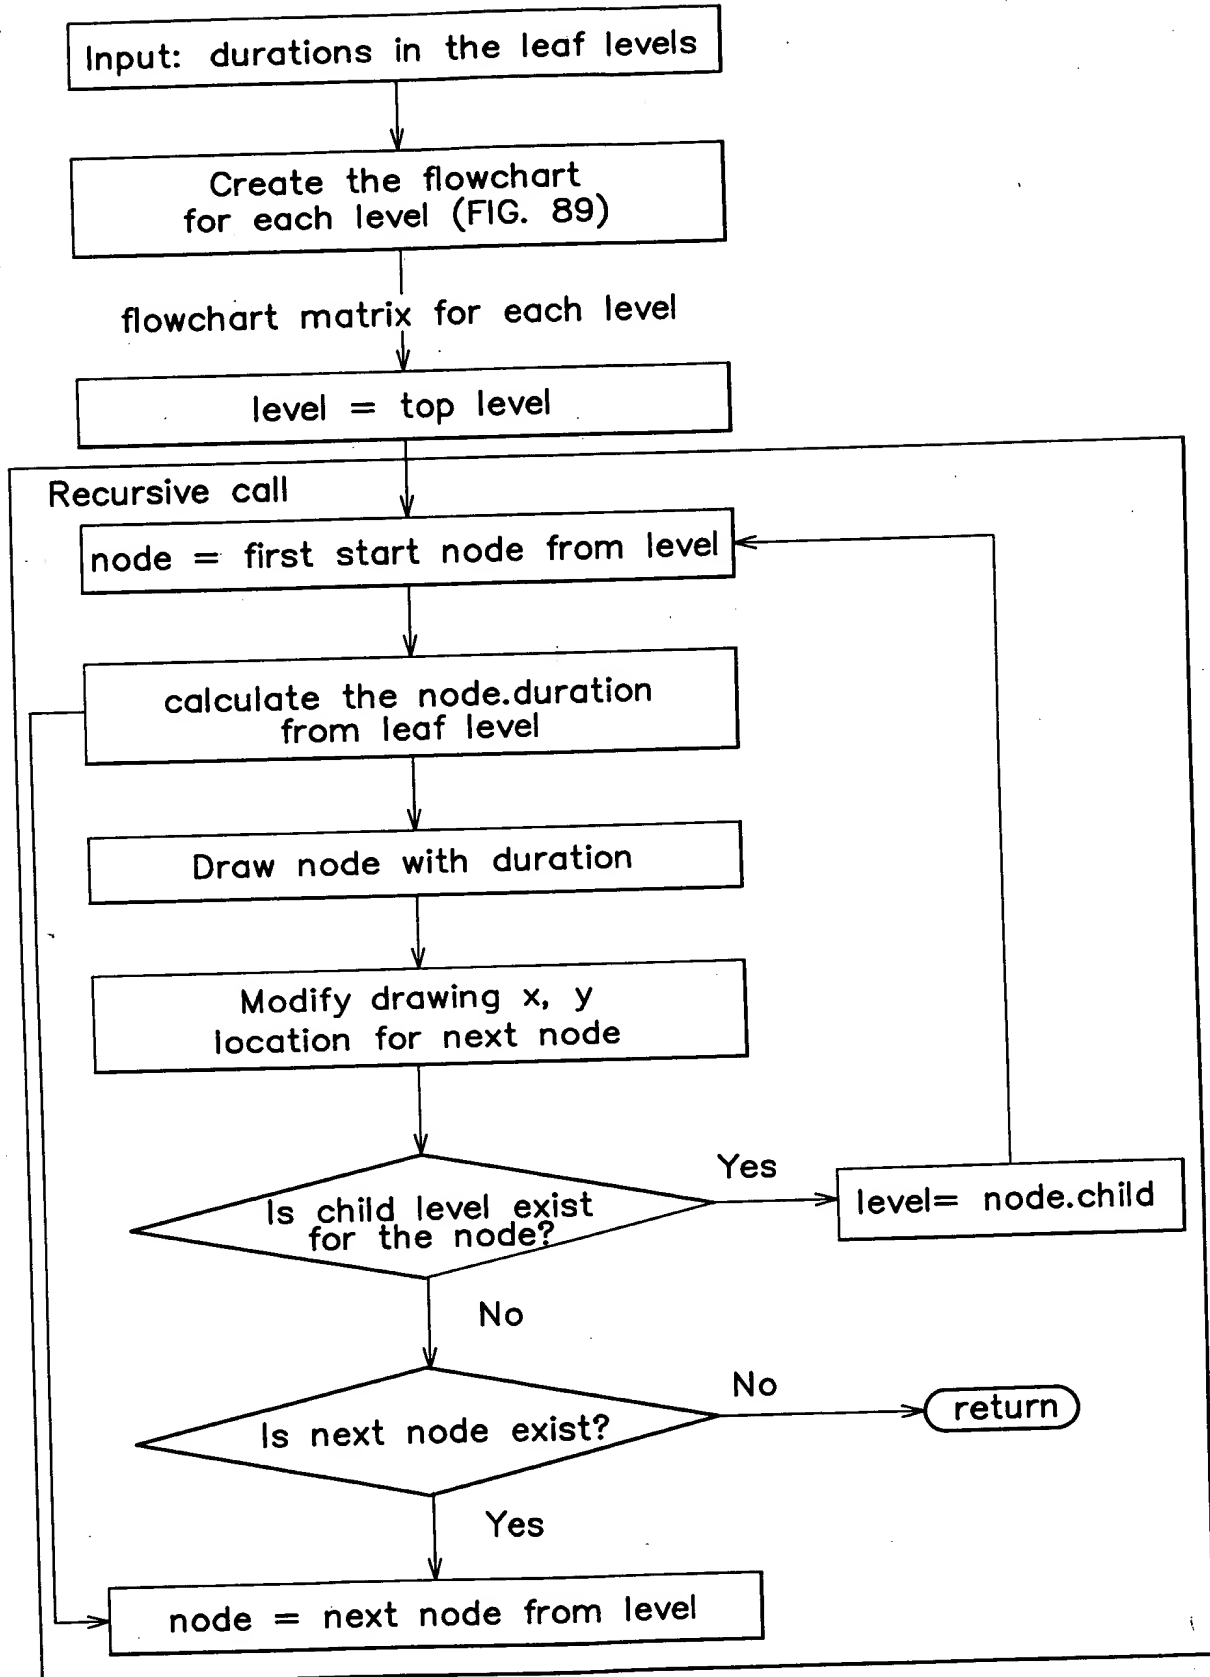 Input: durations in the leaf levels
Create the flowchart
for each level (FIG. 89)
flowchart matrix for each level
level = top level
Recursive call
node = first start node from level
calculate the node.duration
from leaf level
Draw node with duration
Modify drawing x, y
location for next node
Is child level exist
for the node?
Yes
level= node.child
No
Is next node exist?
No
return
Yes
node = next node from level